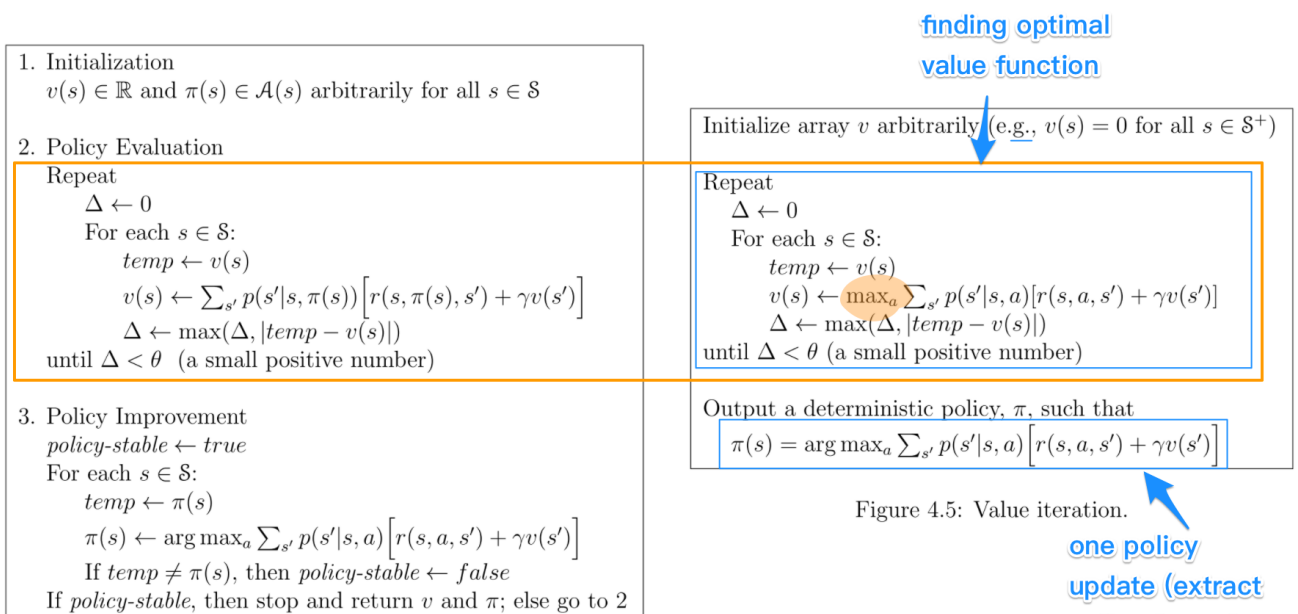 finding optimal
value function
1. Initialization
v(s) ∈ ℝ and π(s) ∈ 𝒜(s) arbitrarily for all s ∈ 𝒮
2. Policy Evaluation
Repeat
Δ ← 0
For each s ∈ 𝒮:
temp ← v(s)
v(s) ← ∑_{s'} p(s'|s, π(s)) [r(s, π(s), s') + γv(s')]
Δ ← max(Δ, |temp − v(s)|)
until Δ < θ (a small positive number)
3. Policy Improvement
policy-stable ← true
For each s ∈ 𝒮:
temp ← π(s)
π(s) ← arg max_a ∑_{s'} p(s'|s, a) [r(s, a, s') + γv(s')]
If temp ≠ π(s), then policy-stable ← false
If policy-stable, then stop and return v and π; else go to 2
Initialize array v arbitrarily (e.g., v(s) = 0 for all s ∈ 𝒮⁺)
Repeat
Δ ← 0
For each s ∈ 𝒮:
temp ← v(s)
v(s) ← max_a ∑_{s'} p(s'|s, a)[r(s, a, s') + γv(s')]
Δ ← max(Δ, |temp − v(s)|)
until Δ < θ (a small positive number)
Output a deterministic policy, π, such that
π(s) = arg max_a ∑_{s'} p(s'|s, a) [r(s, a, s') + γv(s')]
Figure 4.5: Value iteration.
one policy
update (extract